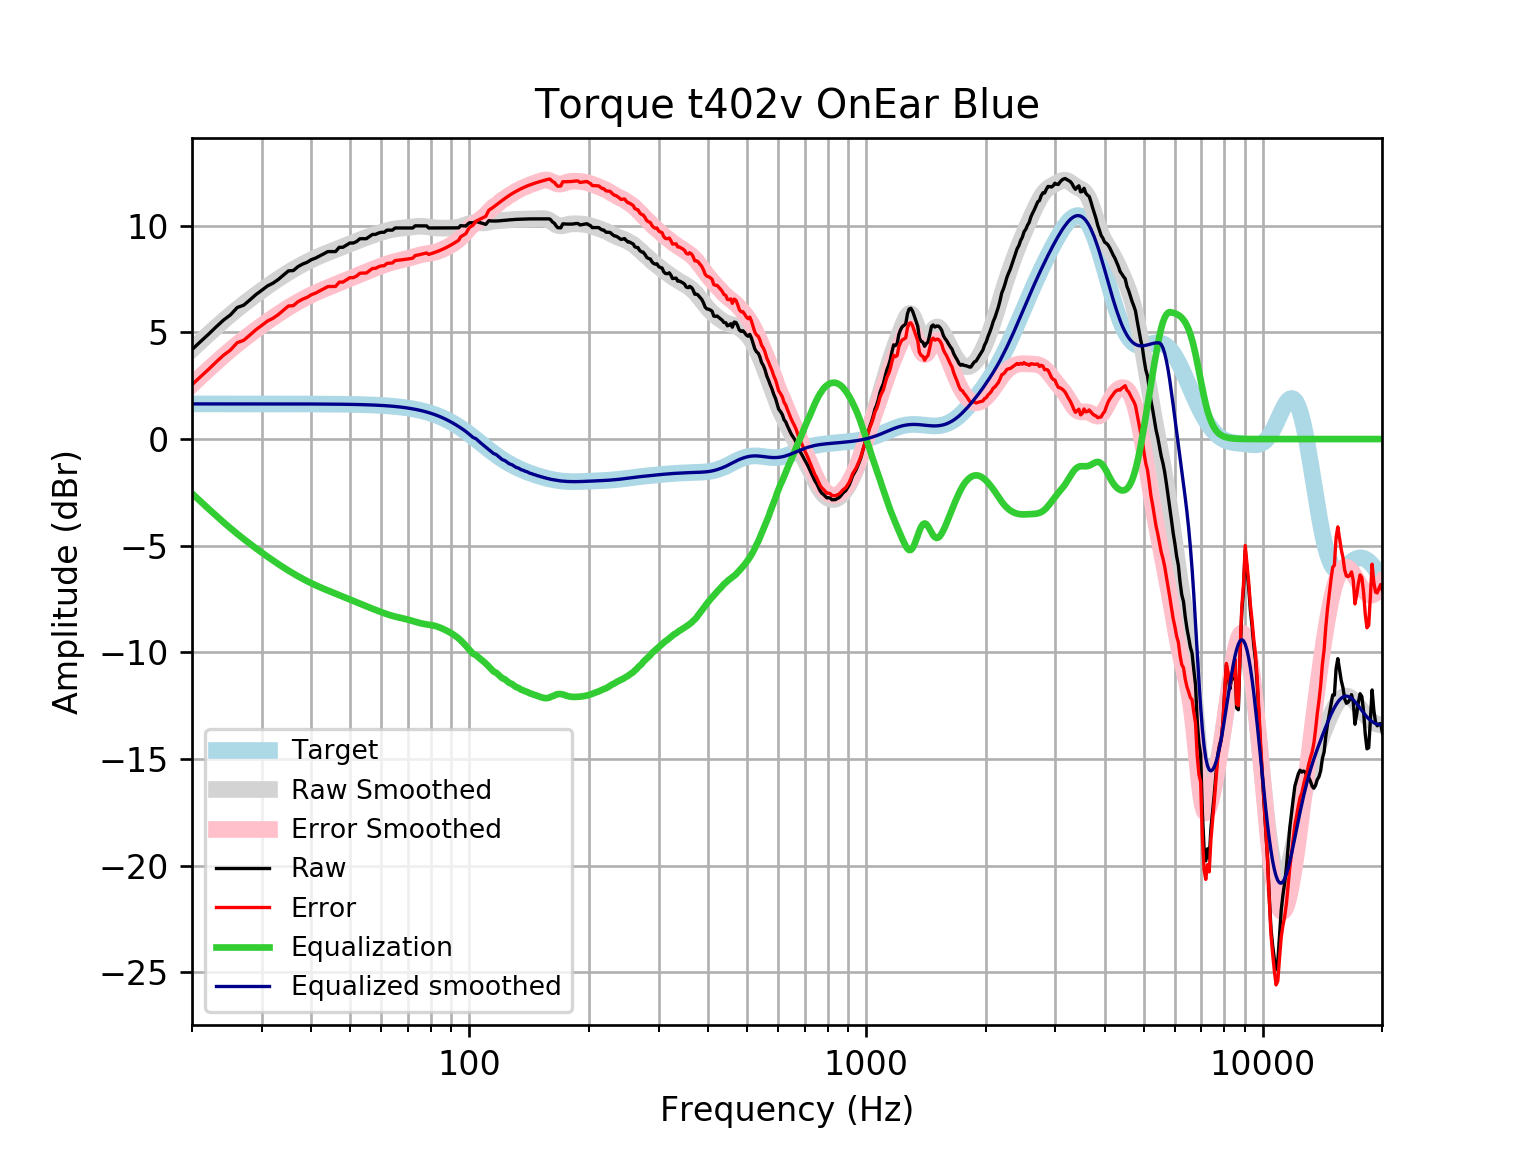 Torque t402v OnEar Blue
10
5
0
−5
−10
−15
−20
−25
Amplitude (dBr)
Target
Raw Smoothed
Error Smoothed
Raw
Error
Equalization
Equalized smoothed
100 1000 10000
Frequency (Hz)